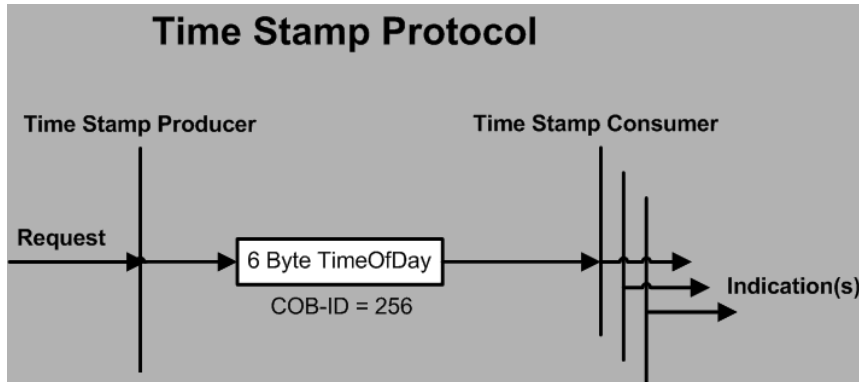 Time Stamp Protocol
Time Stamp Producer
Time Stamp Consumer
Request
6 Byte TimeOfDay
COB-ID = 256
Indication(s)